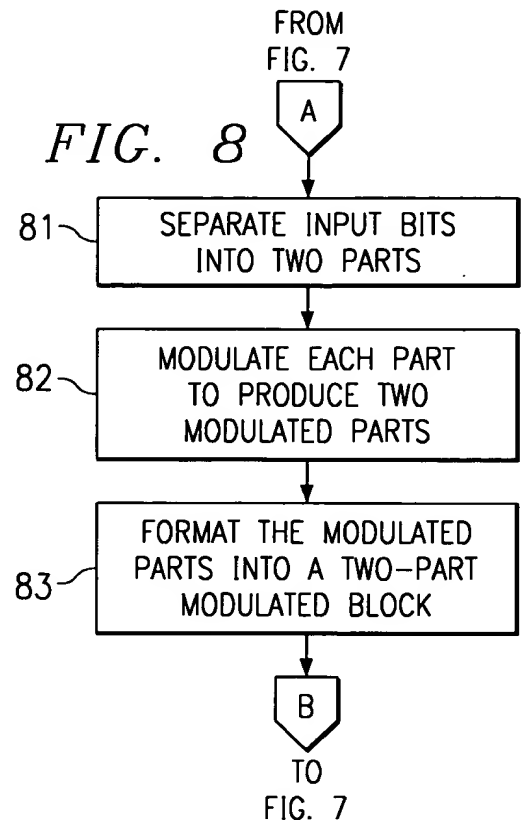 FROM
FIG. 7
A
FIG. 8
81
SEPARATE INPUT BITS
INTO TWO PARTS
82
MODULATE EACH PART
TO PRODUCE TWO
MODULATED PARTS
83
FORMAT THE MODULATED
PARTS INTO A TWO-PART
MODULATED BLOCK
B
TO
FIG. 7